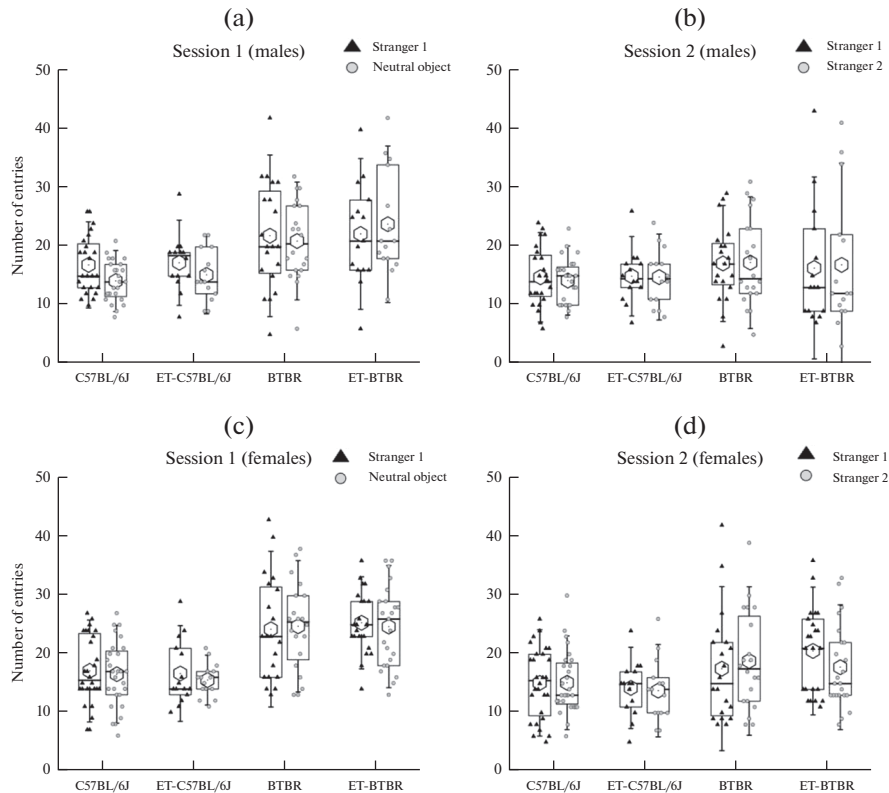 (a)
Session 1 (males)
Stranger 1
Neutral object
Number of entries
50
40
30
20
10
0
C57BL/6J
ET-C57BL/6J
BTBR
ET-BTBR
(b)
Session 2 (males)
Stranger 1
Stranger 2
50
40
30
20
10
0
C57BL/6J
ET-C57BL/6J
BTBR
ET-BTBR
(c)
Session 1 (females)
Stranger 1
Neutral object
Number of entries
50
40
30
20
10
0
C57BL/6J
ET-C57BL/6J
BTBR
ET-BTBR
(d)
Session 2 (females)
Stranger 1
Stranger 2
50
40
30
20
10
0
C57BL/6J
ET-C57BL/6J
BTBR
ET-BTBR